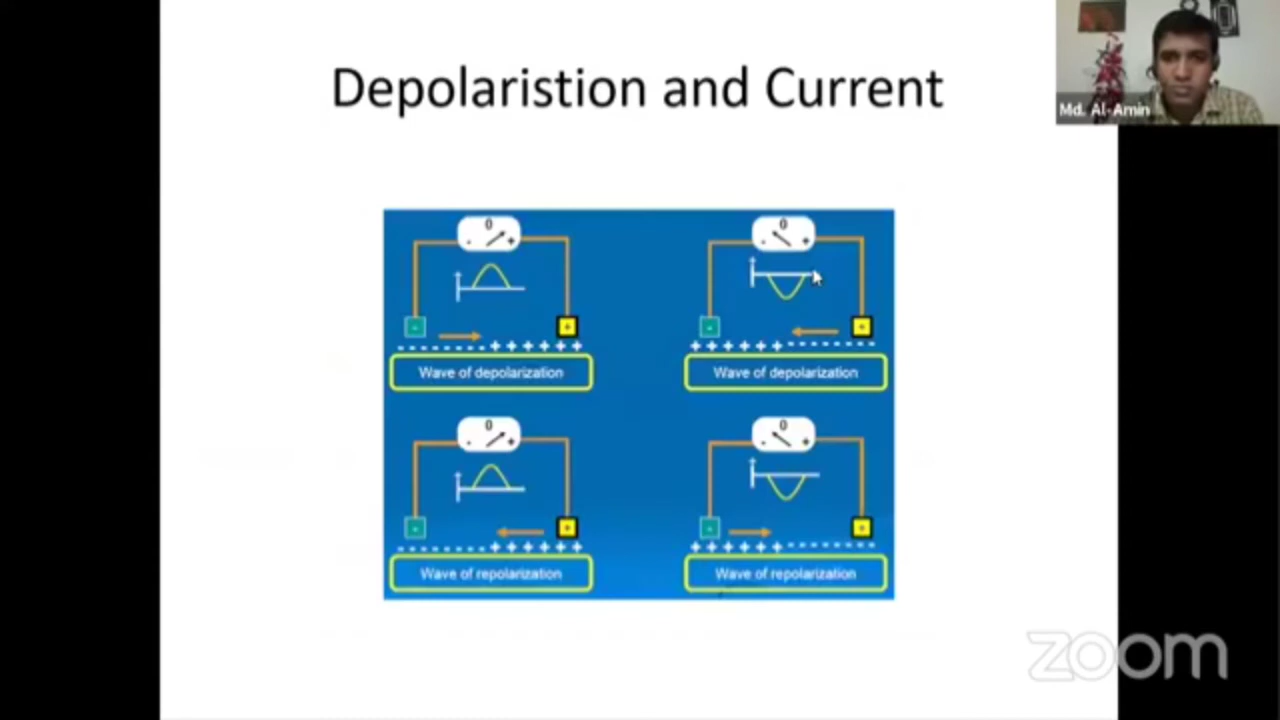 Depolaristion and Current
Md. Al-Amin
0
- +
0
- +
+
+
- +
- +
- - - - - - - - - + + + + + +
+ + + + + + - - - - - - - - -
Wave of depolarization
Wave of depolarization
0
- +
0
- +
+
+
- +
- +
- - - - - - - - - + + + + + +
+ + + + + + - - - - - - - - -
Wave of repolarization
Wave of repolarization
zoom